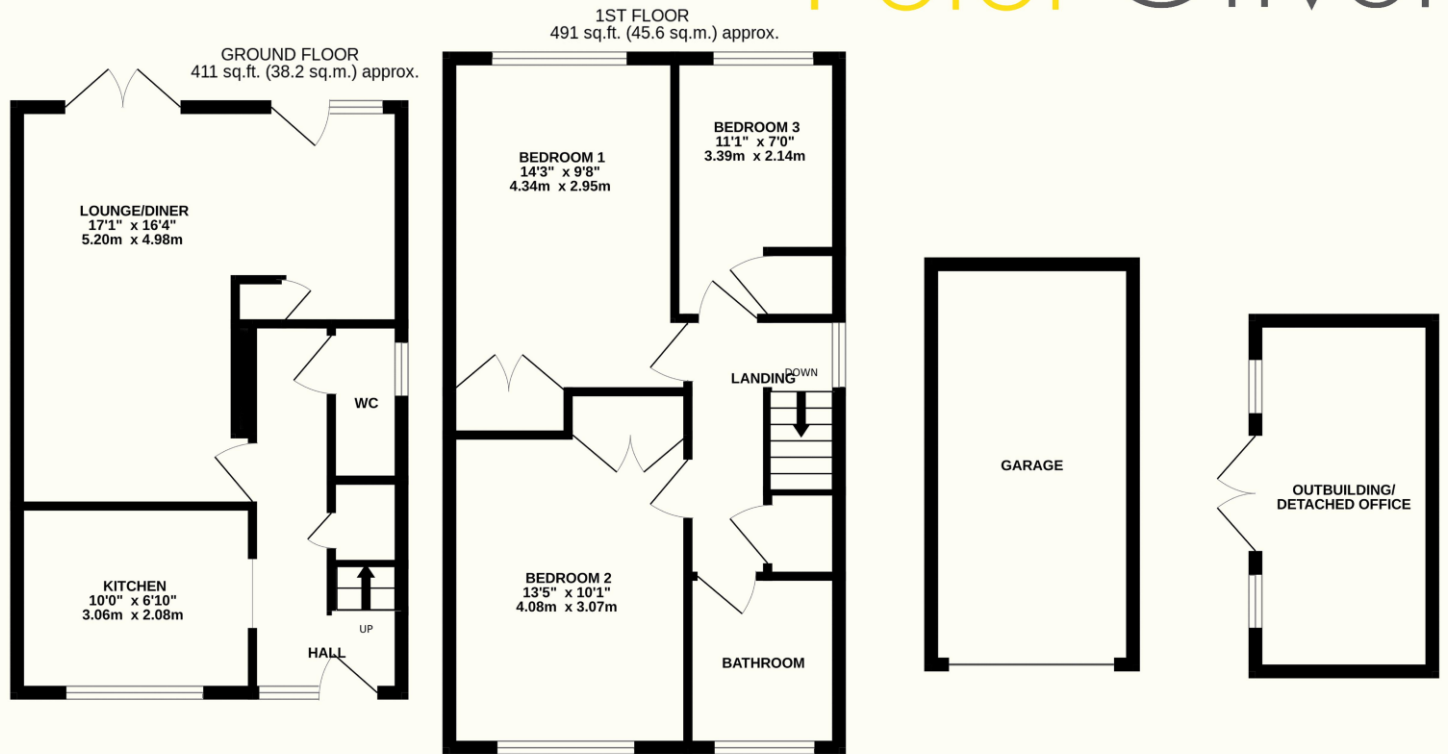 GROUND FLOOR
411 sq.ft. (38.2 sq.m.) approx.
LOUNGE/DINER
17'1" x 16'4"
5.20m x 4.98m
WC
KITCHEN
10'0" x 6'10"
3.06m x 2.08m
UP
HALL
1ST FLOOR
491 sq.ft. (45.6 sq.m.) approx.
BEDROOM 1
14'3" x 9'8"
4.34m x 2.95m
BEDROOM 3
11'1" x 7'0"
3.39m x 2.14m
DOWN
LANDING
BEDROOM 2
13'5" x 10'1"
4.08m x 3.07m
BATHROOM
GARAGE
OUTBUILDING/
DETACHED OFFICE